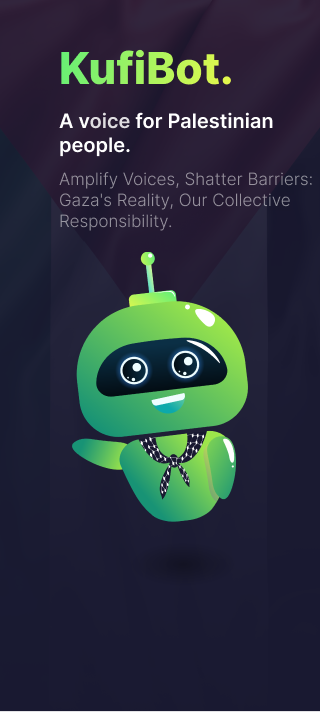 KufiBot.
A voice for Palestinian
people.
Amplify Voices, Shatter Barriers:
Gaza's Reality, Our Collective
Responsibility.